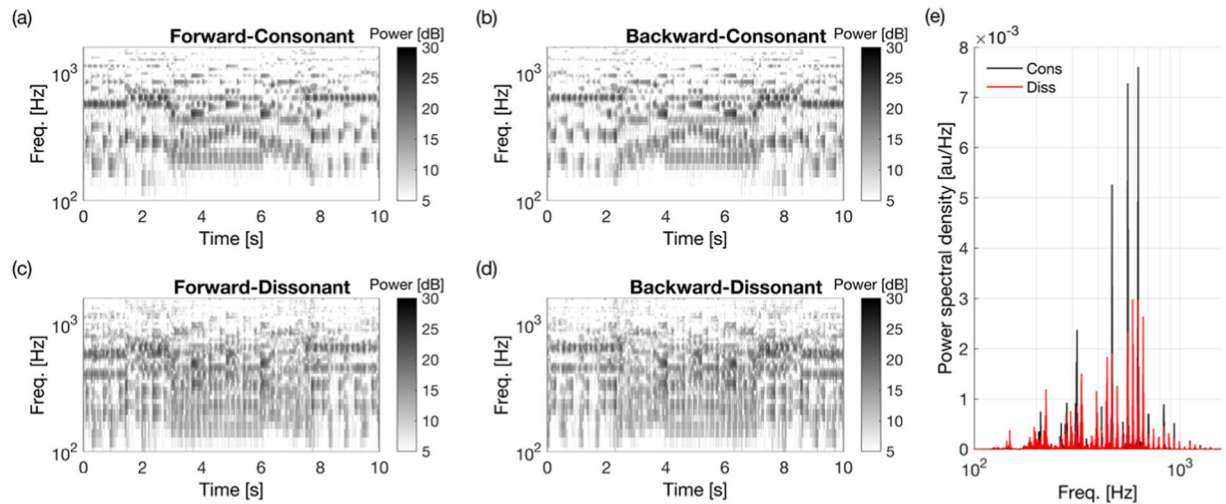 (a)
Forward-Consonant
Power [dB]
30
25
20
15
10
5
10³
10²
Freq. [Hz]
0 2 4 6 8 10
Time [s]
(b)
Backward-Consonant
Power [dB]
30
25
20
15
10
5
10³
10²
Freq. [Hz]
0 2 4 6 8 10
Time [s]
(c)
Forward-Dissonant
Power [dB]
30
25
20
15
10
5
10³
10²
Freq. [Hz]
0 2 4 6 8 10
Time [s]
(d)
Backward-Dissonant
Power [dB]
30
25
20
15
10
5
10³
10²
Freq. [Hz]
0 2 4 6 8 10
Time [s]
(e)
×10⁻³
8
7
6
5
4
3
2
1
0
Power spectral density [au/Hz]
Cons
Diss
10² 10³
Freq. [Hz]